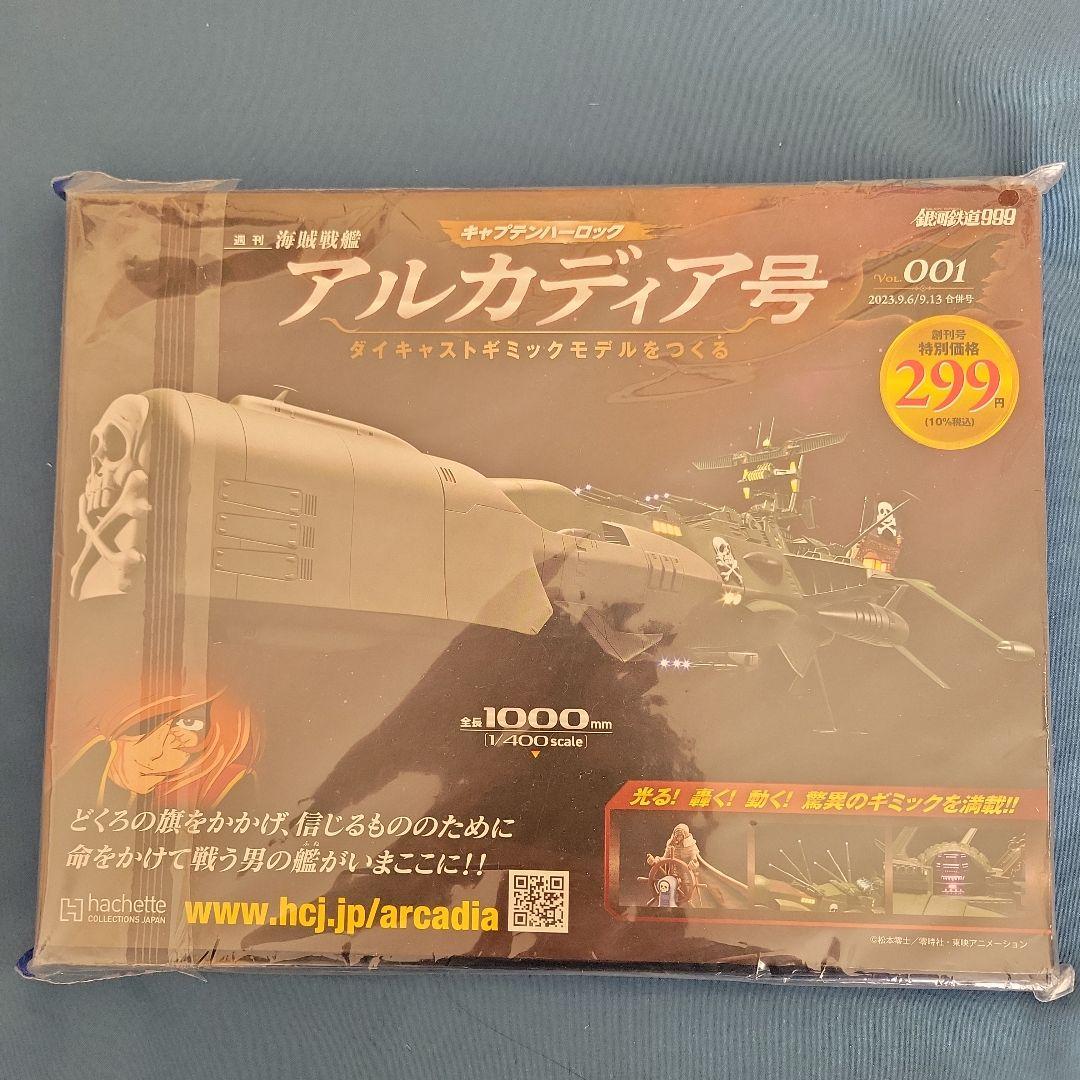 キャプテンハーロック
銀河鉄道999
週刊 海賊戦艦
アルカディア号
VOL.001
2023.9.6/9.13 合併号
ダイキャストギミックモデルをつくる
創刊号
特別価格
299円
(10%税込)
全長1000mm
[1/400 scale]
光る! 轟く! 動く! 驚異のギミックを満載!!
どくろの旗をかかげ、信じるもののために
命をかけて戦う男の艦がいまここに!!
ふね
hachette
COLLECTIONS JAPAN
www.hcj.jp/arcadia
©松本零士/零時社・東映アニメーション